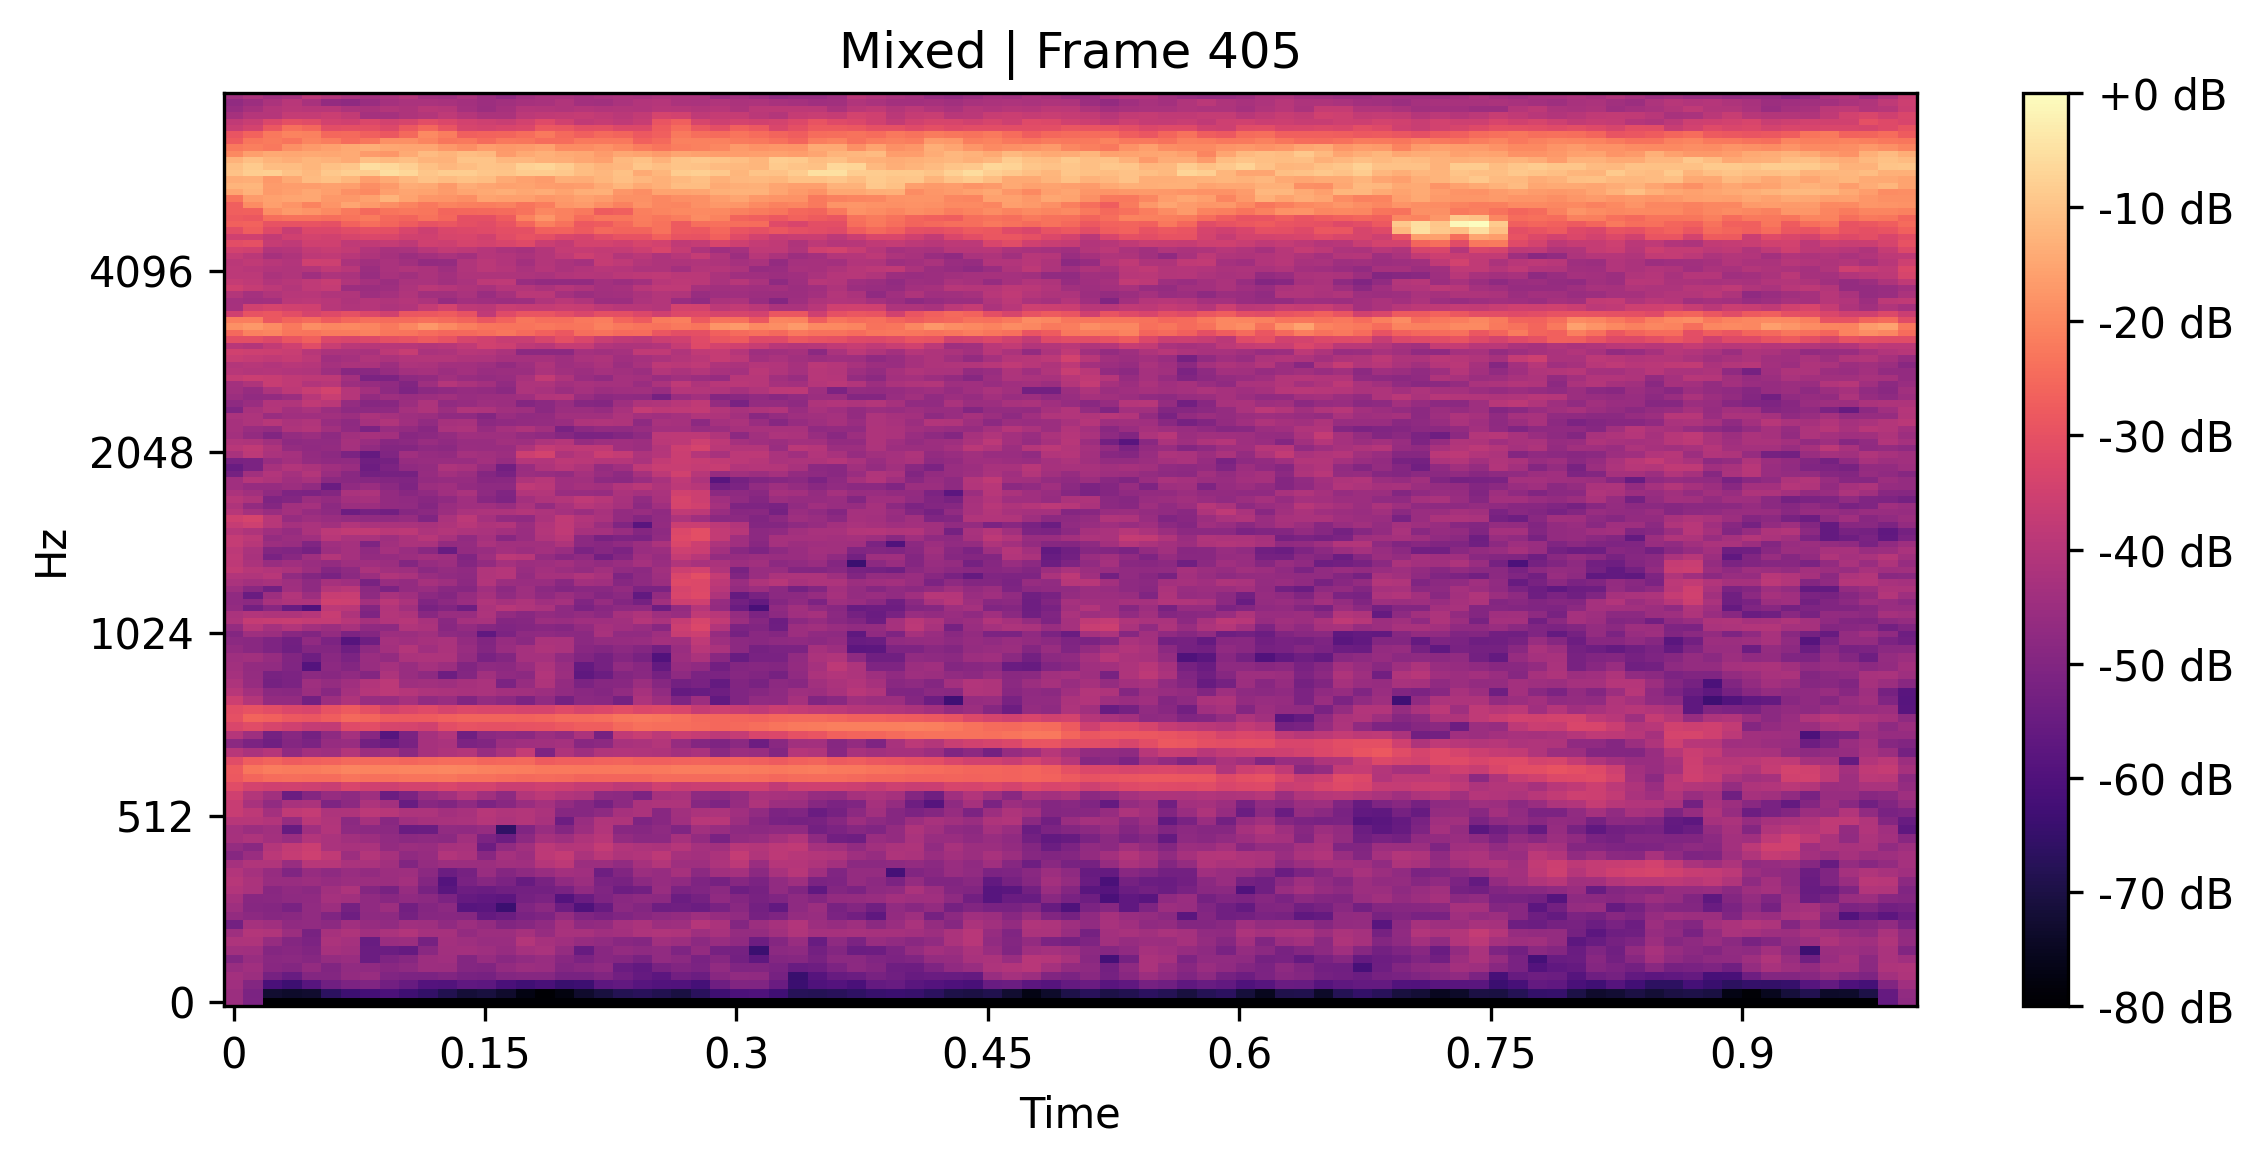 Mixed | Frame 405
Hz
4096
2048
1024
512
0
0 0.15 0.3 0.45 0.6 0.75 0.9
Time
+0 dB
-10 dB
-20 dB
-30 dB
-40 dB
-50 dB
-60 dB
-70 dB
-80 dB